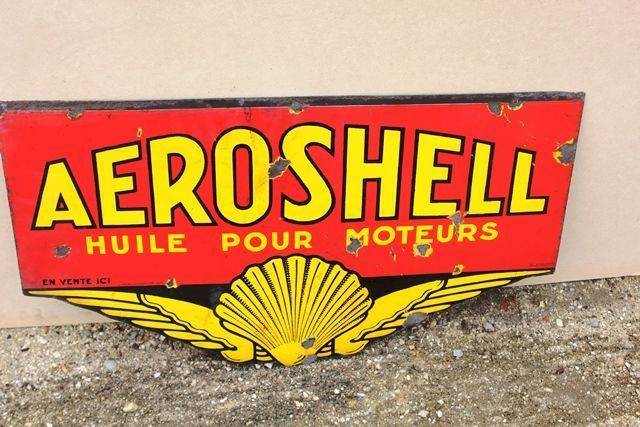 AEROSHELL
HUILE POUR MOTEURS
EN VENTE ICI